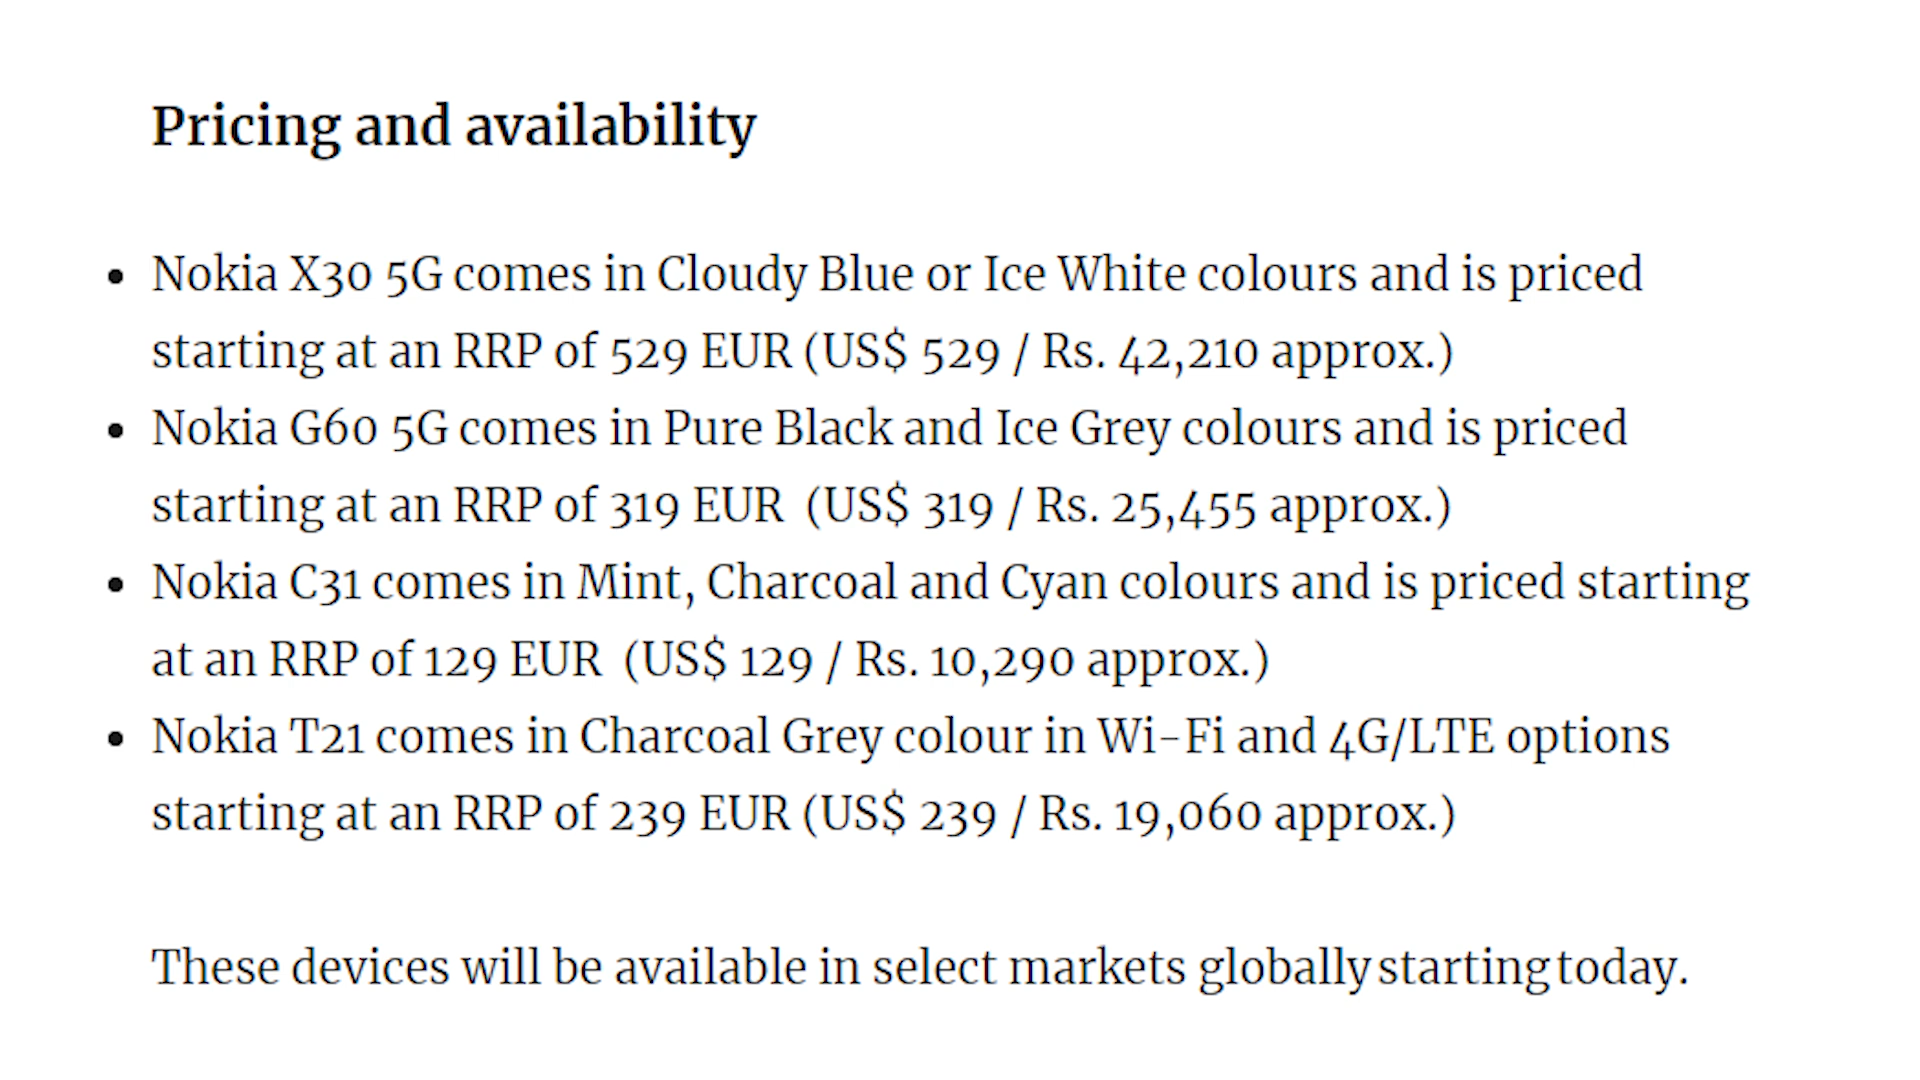 Pricing and availability
• Nokia X30 5G comes in Cloudy Blue or Ice White colours and is priced
starting at an RRP of 529 EUR (US$ 529 / Rs. 42,210 approx.)
• Nokia G60 5G comes in Pure Black and Ice Grey colours and is priced
starting at an RRP of 319 EUR  (US$ 319 / Rs. 25,455 approx.)
• Nokia C31 comes in Mint, Charcoal and Cyan colours and is priced starting
at an RRP of 129 EUR  (US$ 129 / Rs. 10,290 approx.)
• Nokia T21 comes in Charcoal Grey colour in Wi-Fi and 4G/LTE options
starting at an RRP of 239 EUR (US$ 239 / Rs. 19,060 approx.)
These devices will be available in select markets globally starting today.